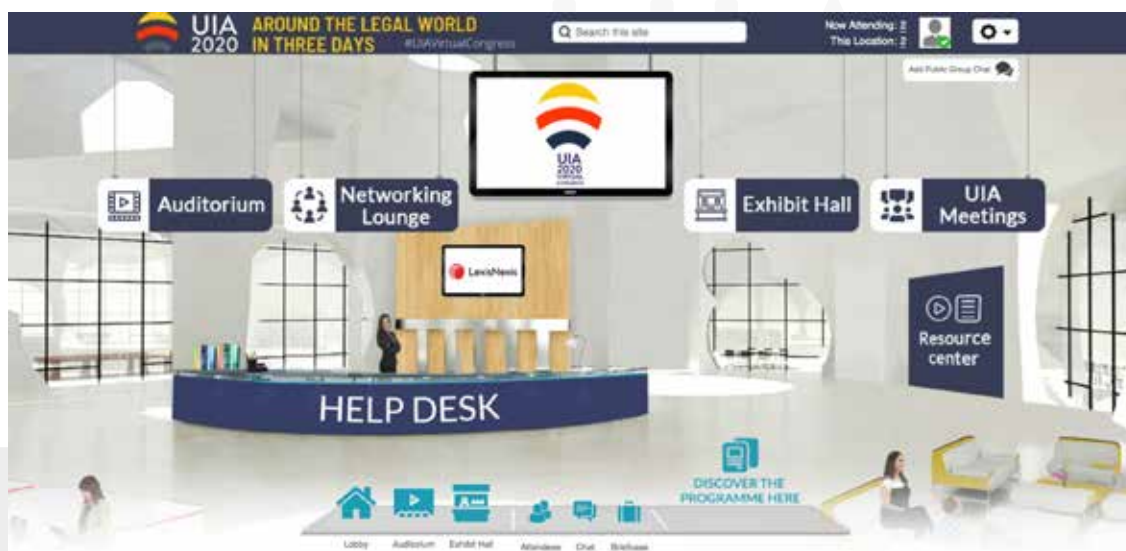 UIA
2020
AROUND THE LEGAL WORLD
IN THREE DAYS #UIAVirtualCongress
Search this site
Now Attending: 2
This Location: 2
Add Public Group Chat
UIA
2020
VIRTUAL
CONGRESS
Auditorium
Networking
Lounge
Exhibit Hall
UIA
Meetings
LexisNexis
Resource
center
HELP DESK
DISCOVER THE
PROGRAMME HERE
Lobby
Auditorium
Exhibit Hall
Attendees
Chat
Briefcase